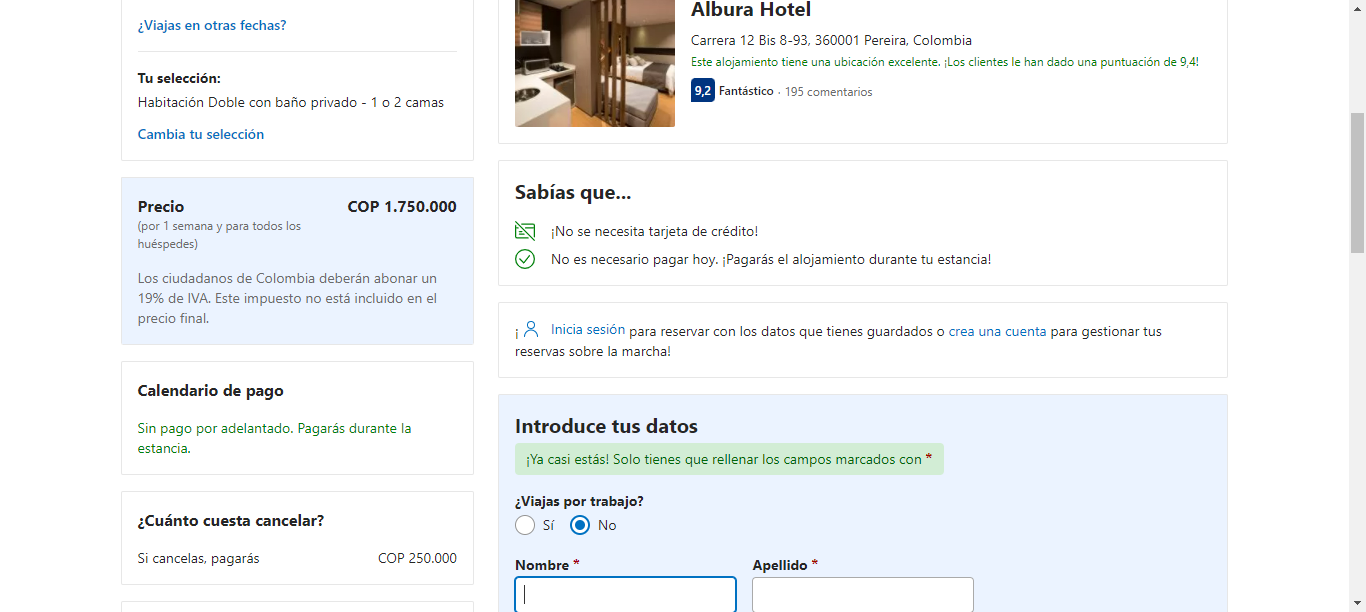 ¿Viajas en otras fechas?
Tu selección:
Habitación Doble con baño privado - 1 o 2 camas
Cambia tu selección
Precio
COP 1.750.000
(por 1 semana y para todos los
huéspedes)
Los ciudadanos de Colombia deberán abonar un
19% de IVA. Este impuesto no está incluido en el
precio final.
Calendario de pago
Sin pago por adelantado. Pagarás durante la
estancia.
¿Cuánto cuesta cancelar?
Si cancelas, pagarás
COP 250.000
Albura Hotel
Carrera 12 Bis 8-93, 360001 Pereira, Colombia
Este alojamiento tiene una ubicación excelente. ¡Los clientes le han dado una puntuación de 9,4!
9,2 Fantástico · 195 comentarios
Sabías que...
¡No se necesita tarjeta de crédito!
No es necesario pagar hoy. ¡Pagarás el alojamiento durante tu estancia!
¡ Inicia sesión para reservar con los datos que tienes guardados o crea una cuenta para gestionar tus
reservas sobre la marcha!
Introduce tus datos
¡Ya casi estás! Solo tienes que rellenar los campos marcados con *
¿Viajas por trabajo?
Sí No
Nombre * Apellido *